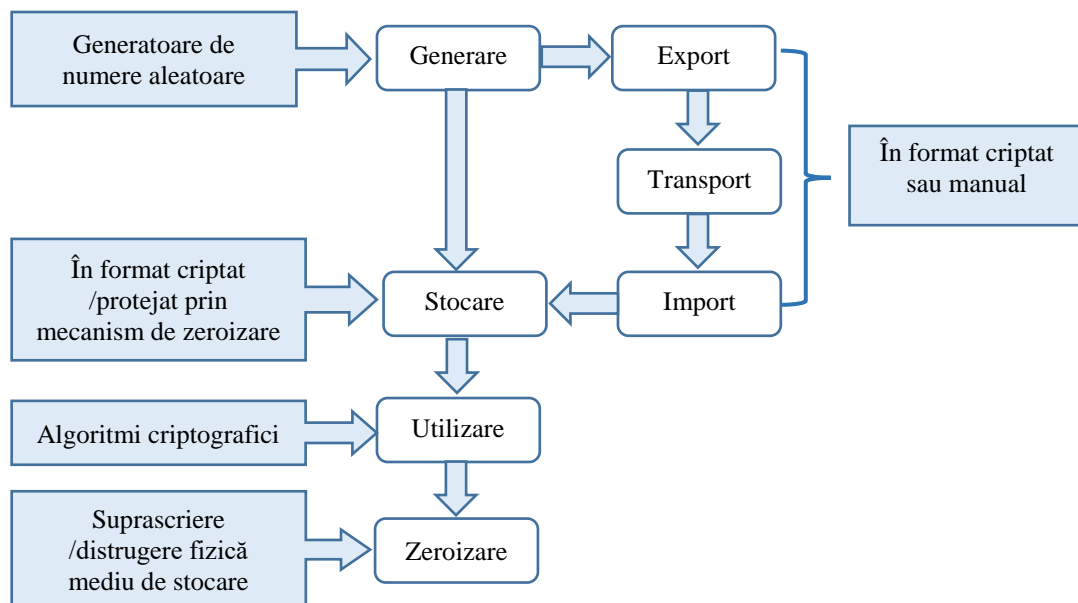 Generatoare de
numere aleatoare
Generare
Export
Transport
În format criptat
sau manual
În format criptat
/protejat prin
mecanism de zeroizare
Stocare
Import
Algoritmi criptografici
Utilizare
Suprascriere
/distrugere fizică
mediu de stocare
Zeroizare